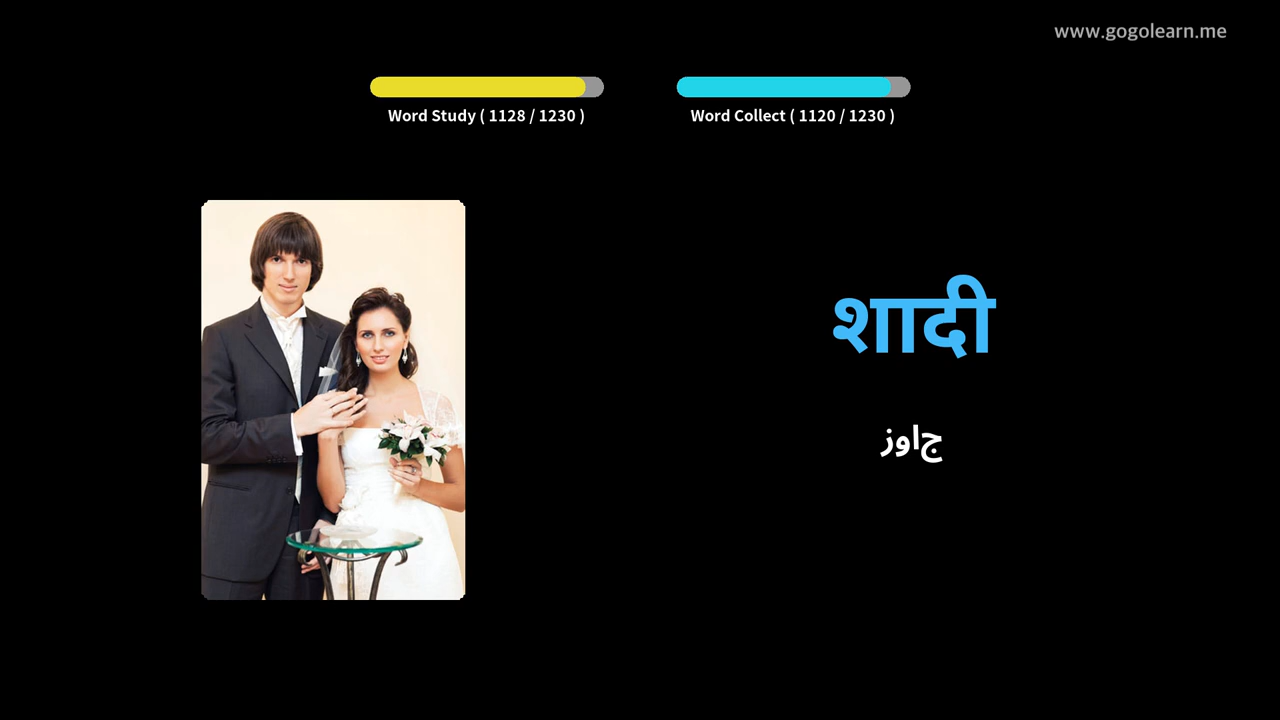 www.gogolearn.me
Word Study ( 1128 / 1230 )
Word Collect ( 1120 / 1230 )
शादी
جاوز